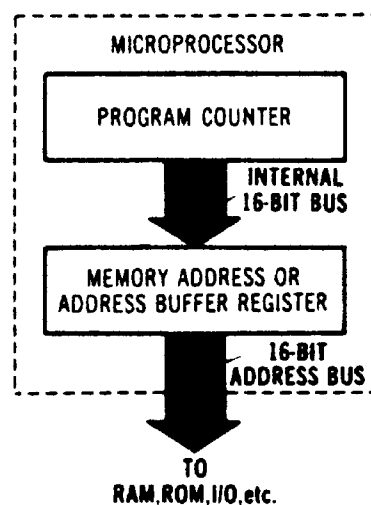 MICROPROCESSOR
PROGRAM COUNTER
INTERNAL
16-BIT BUS
MEMORY ADDRESS OR
ADDRESS BUFFER REGISTER
16-BIT
ADDRESS BUS
TO
RAM,ROM,I/O,etc.